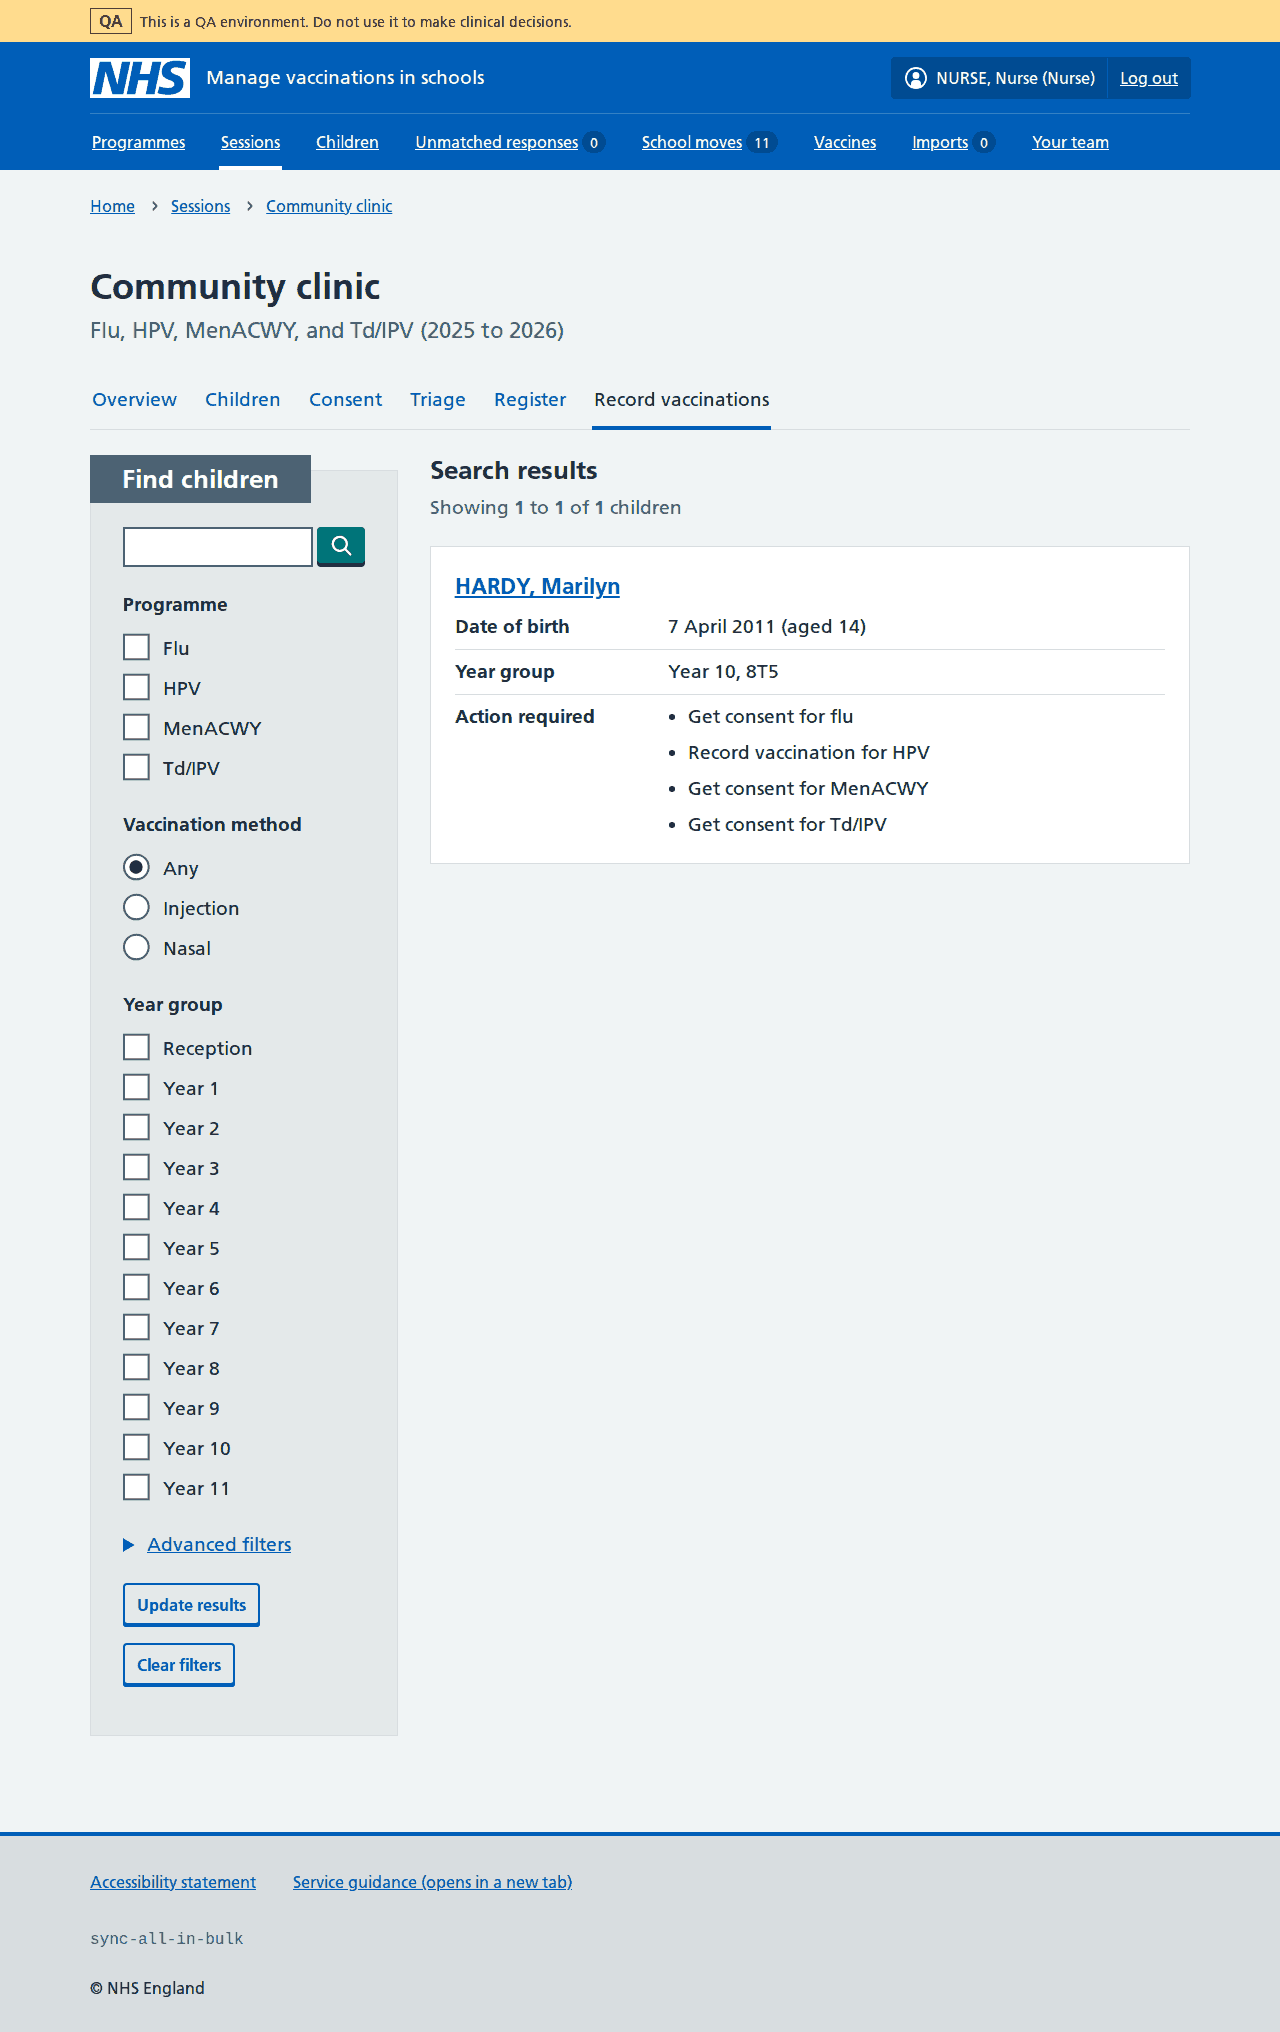 QA This is a QA environment. Do not use it to make clinical decisions.
NHS Manage vaccinations in schools NURSE, Nurse (Nurse) Log out
Programmes Sessions Children Unmatched responses 0 School moves 11 Vaccines Imports 0 Your team
Home › Sessions › Community clinic
Community clinic
Flu, HPV, MenACWY, and Td/IPV (2025 to 2026)
Overview Children Consent Triage Register Record vaccinations
Find children
Programme
Flu
HPV
MenACWY
Td/IPV
Vaccination method
Any
Injection
Nasal
Year group
Reception
Year 1
Year 2
Year 3
Year 4
Year 5
Year 6
Year 7
Year 8
Year 9
Year 10
Year 11
Advanced filters
Update results
Clear filters
Search results
Showing 1 to 1 of 1 children
HARDY, Marilyn
Date of birth 7 April 2011 (aged 14)
Year group Year 10, 8T5
Action required • Get consent for flu
• Record vaccination for HPV
• Get consent for MenACWY
• Get consent for Td/IPV
Accessibility statement Service guidance (opens in a new tab)
sync-all-in-bulk
© NHS England